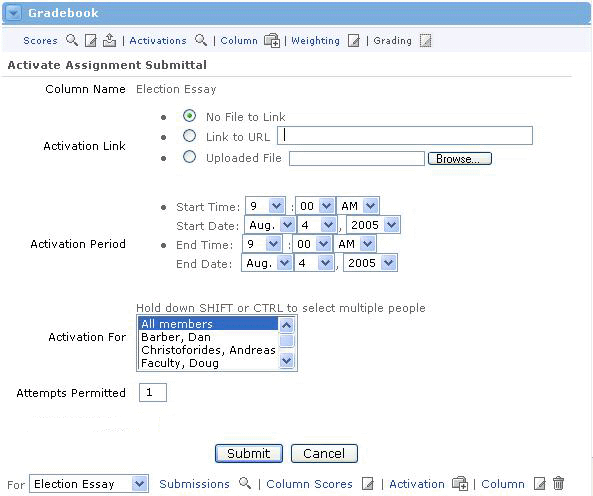 Gradebook
Scores | Activations | Column | Weighting | Grading
Activate Assignment Submittal
Column Name Election Essay
Activation Link
• No File to Link
• Link to URL
• Uploaded File Browse...
Activation Period
• Start Time: 9 : 00 AM
Start Date: Aug. 4 , 2005
• End Time: 9 : 00 AM
End Date: Aug. 4 , 2005
Hold down SHIFT or CTRL to select multiple people
Activation For
All members
Barber, Dan
Christoforides, Andreas
Faculty, Doug
Attempts Permitted 1
Submit Cancel
For Election Essay Submissions | Column Scores | Activation | Column